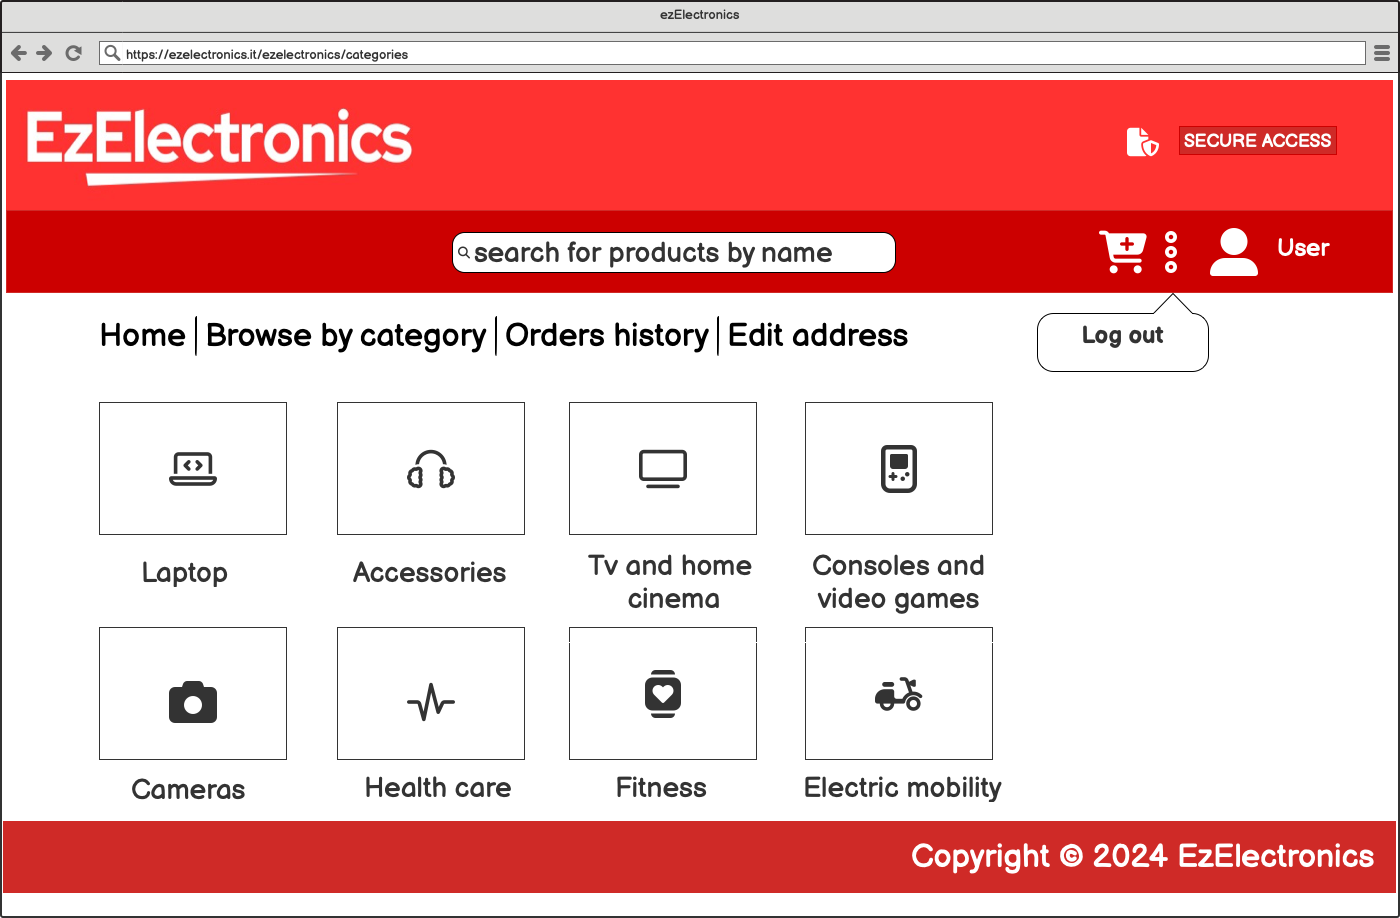 ezElectronics
https://ezelectronics.it/ezelectronics/categories
EzElectronics
SECURE ACCESS
search for products by name
User
Home
Browse by category
Orders history
Edit address
Log out
Laptop
Accessories
Tv and home
cinema
Consoles and
video games
Cameras
Health care
Fitness
Electric mobility
Copyright © 2024 EzElectronics